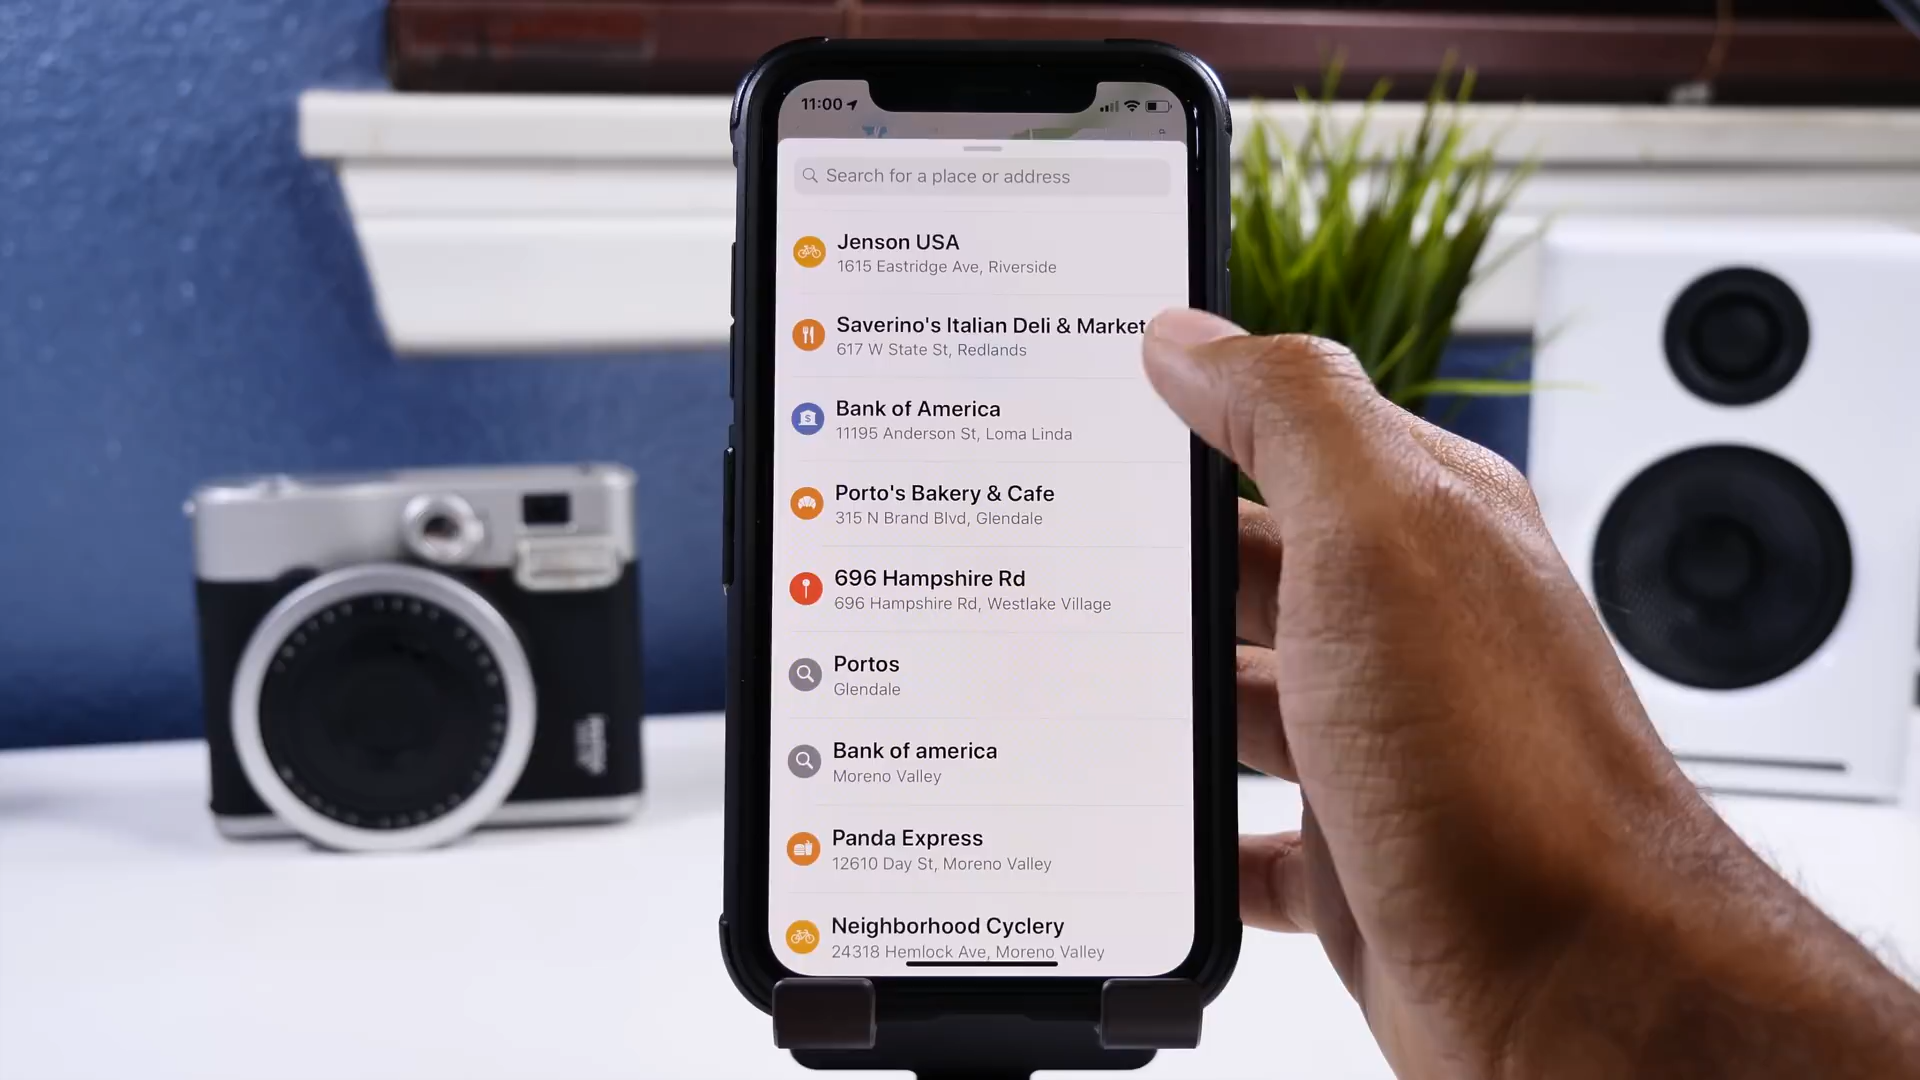 11:00
Search for a place or address
Jenson USA
1615 Eastridge Ave, Riverside
Saverino's Italian Deli & Market
617 W State St, Redlands
Bank of America
11195 Anderson St, Loma Linda
Porto's Bakery & Cafe
315 N Brand Blvd, Glendale
696 Hampshire Rd
696 Hampshire Rd, Westlake Village
Portos
Glendale
Bank of america
Moreno Valley
Panda Express
12610 Day St, Moreno Valley
Neighborhood Cyclery
24318 Hemlock Ave, Moreno Valley